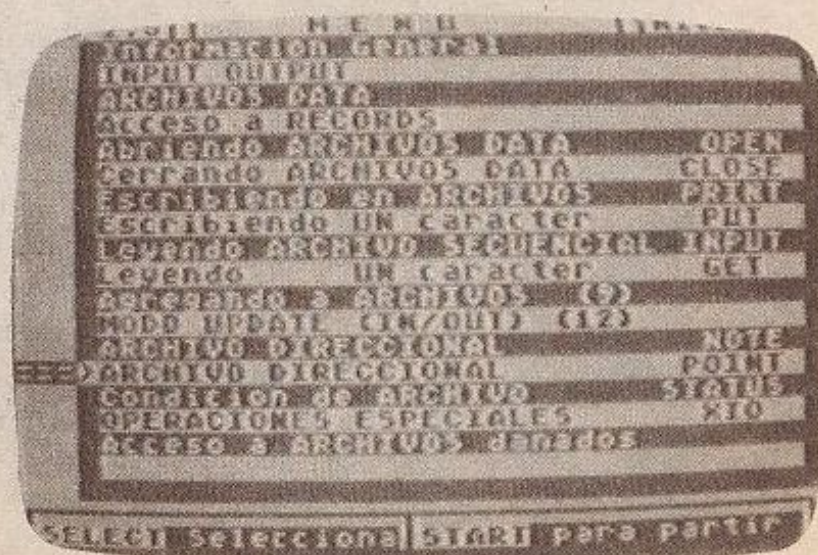 M E N U
Informacion General
INPUT OUTPUT
ARCHIVOS DATA
Acceso a RECORDS
Abriendo ARCHIVOS DATA OPEN
Cerrando ARCHIVOS DATA CLOSE
Escribiendo en ARCHIVOS PRINT
Escribiendo UN caracter PUT
Leyendo ARCHIVO SECUENCIAL INPUT
Leyendo UN caracter GET
Agregando a ARCHIVOS (9)
MODO UPDATE (IN/OUT) (12)
ARCHIVO DIRECCIONAL NOTE
ARCHIVO DIRECCIONAL POINT
Condicion de ARCHIVO STATUS
OPERACIONES ESPECIALES XIO
Acceso a ARCHIVOS danados
SELECT Selecciona START para partir